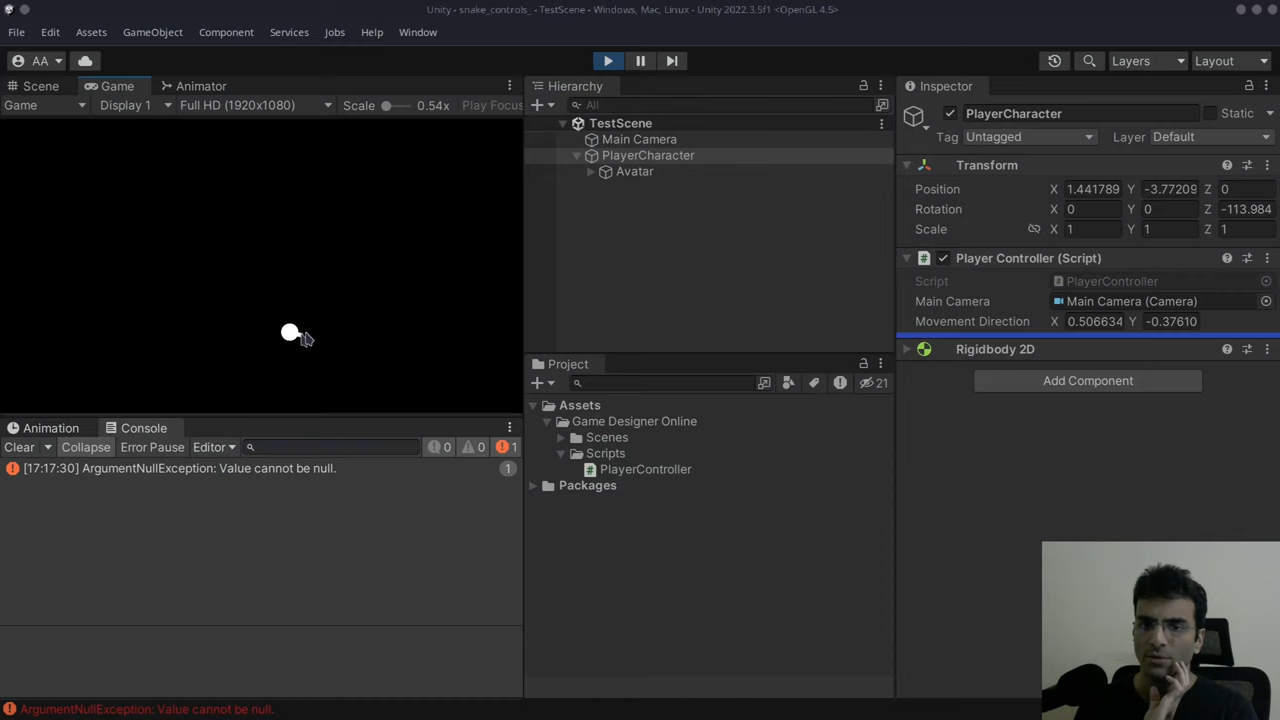 Unity - snake_controls_ - TestScene - Windows, Mac, Linux - Unity 2022.3.5f1 <OpenGL 4.5>
File Edit Assets GameObject Component Services Jobs Help Window
AA Layers Layout
Scene Game Animator
Game Display 1 Full HD (1920x1080) Scale 0.54x Play Focus
Hierarchy
All
TestScene
Main Camera
PlayerCharacter
Avatar
Inspector
PlayerCharacter Static
Tag Untagged Layer Default
Transform
Position X 1.441789 Y -3.77209 Z 0
Rotation X 0 Y 0 Z -113.984
Scale X 1 Y 1 Z 1
# Player Controller (Script)
Script PlayerController
Main Camera Main Camera (Camera)
Movement Direction X 0.506634 Y -0.37610
Rigidbody 2D
Add Component
Project
21
Assets
Game Designer Online
Scenes
Scripts
# PlayerController
Packages
Animation Console
Clear Collapse Error Pause Editor 0 0 1
[17:17:30] ArgumentNullException: Value cannot be null. 1
ArgumentNullException: Value cannot be null.